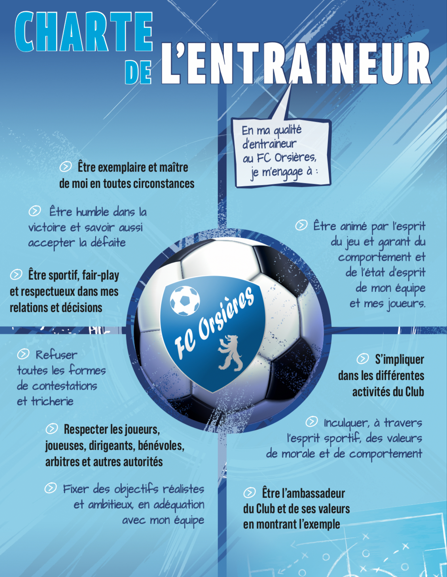 CHARTE
DE L'ENTRAINEUR
En ma qualité
d'entraineur
au FC Orsières,
je m'engage à :
Être exemplaire et maître
de moi en toutes circonstances
Être humble dans la
victoire et savoir aussi
accepter la défaite
Être sportif, fair-play
et respectueux dans mes
relations et décisions
Refuser
toutes les formes
de contestations
et tricherie
Respecter les joueurs,
joueuses, dirigeants, bénévoles,
arbitres et autres autorités
Fixer des objectifs réalistes
et ambitieux, en adéquation
avec mon équipe
FC Orsières
Être animé par l'esprit
du jeu et garant du
comportement et
de l'état d'esprit
de mon équipe
et mes joueurs.
S'impliquer
dans les différentes
activités du Club
Inculquer, à travers
l'esprit sportif, des valeurs
de morale et de comportement
Être l'ambassadeur
du Club et de ses valeurs
en montrant l'exemple